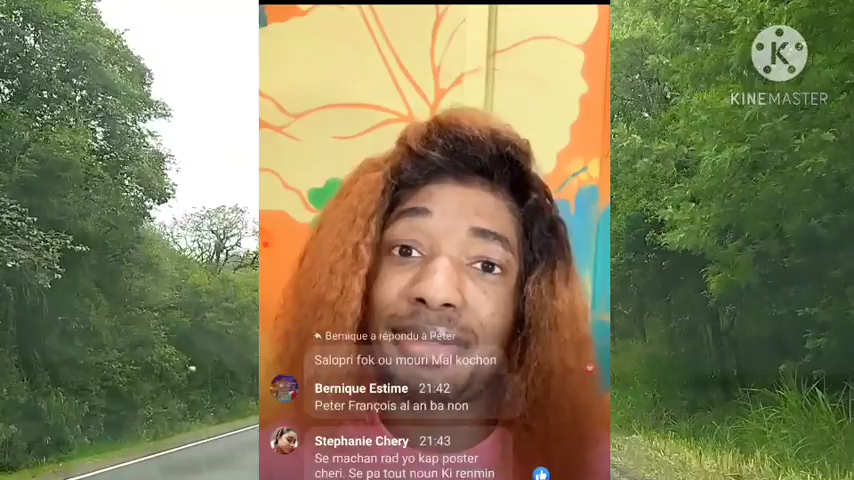 K
KINEMASTER
Bernique a répondu à Peter
Salopri fok ou mouri Mal kochon
Bernique Estime 21:42
Peter François al an ba non
Stephanie Chery 21:43
Se machan rad yo kap poster
cheri. Se pa tout noun Ki renmin